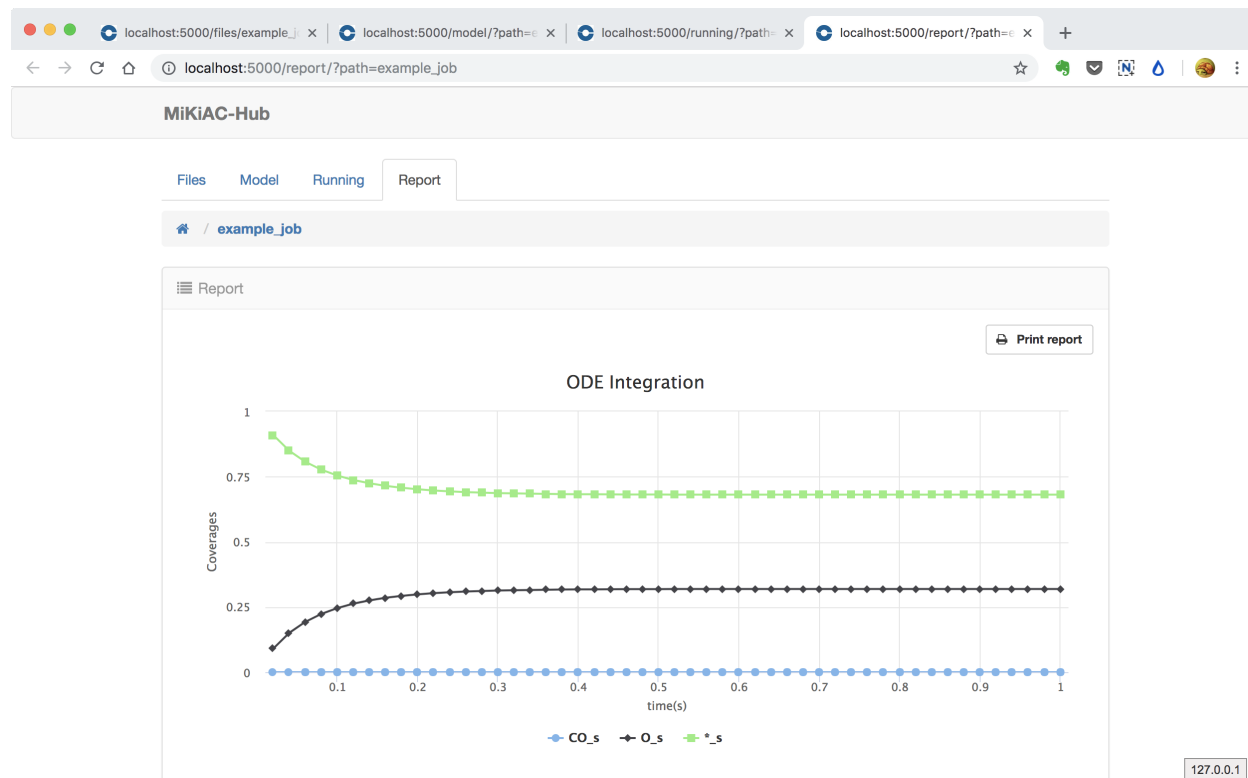 localhost:5000/files/example_j
localhost:5000/model/?path=e
localhost:5000/running/?path=
localhost:5000/report/?path=e
localhost:5000/report/?path=example_job
MiKiAC-Hub
Files Model Running Report
/ example_job
Report
Print report
ODE Integration
1
0.75
0.5
0.25
0
Coverages
0.1 0.2 0.3 0.4 0.5 0.6 0.7 0.8 0.9 1
time(s)
CO_s O_s *_s
127.0.0.1